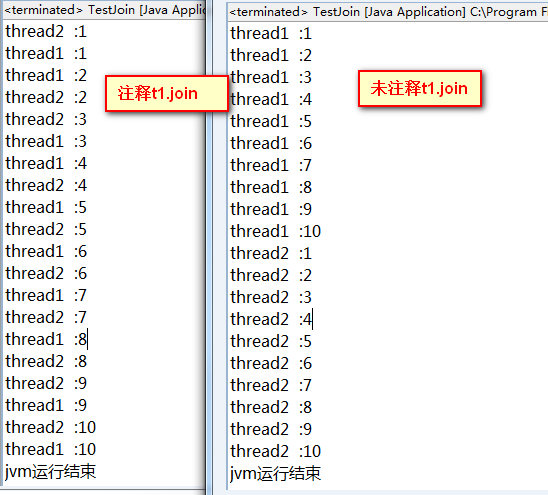 <terminated> TestJoin [Java Applicatio
thread2 :1
thread1 :1
thread1 :2
thread2 :2
thread2 :3
thread1 :3
thread1 :4
thread2 :4
thread1 :5
thread2 :5
thread1 :6
thread2 :6
thread1 :7
thread2 :7
thread1 :8
thread2 :8
thread2 :9
thread1 :9
thread2 :10
thread1 :10
jvm运行结束
注释t1.join
<terminated> TestJoin [Java Application] C:\Program F
thread1 :1
thread1 :2
thread1 :3
thread1 :4
thread1 :5
thread1 :6
thread1 :7
thread1 :8
thread1 :9
thread1 :10
thread2 :1
thread2 :2
thread2 :3
thread2 :4
thread2 :5
thread2 :6
thread2 :7
thread2 :8
thread2 :9
thread2 :10
jvm运行结束
未注释t1.join